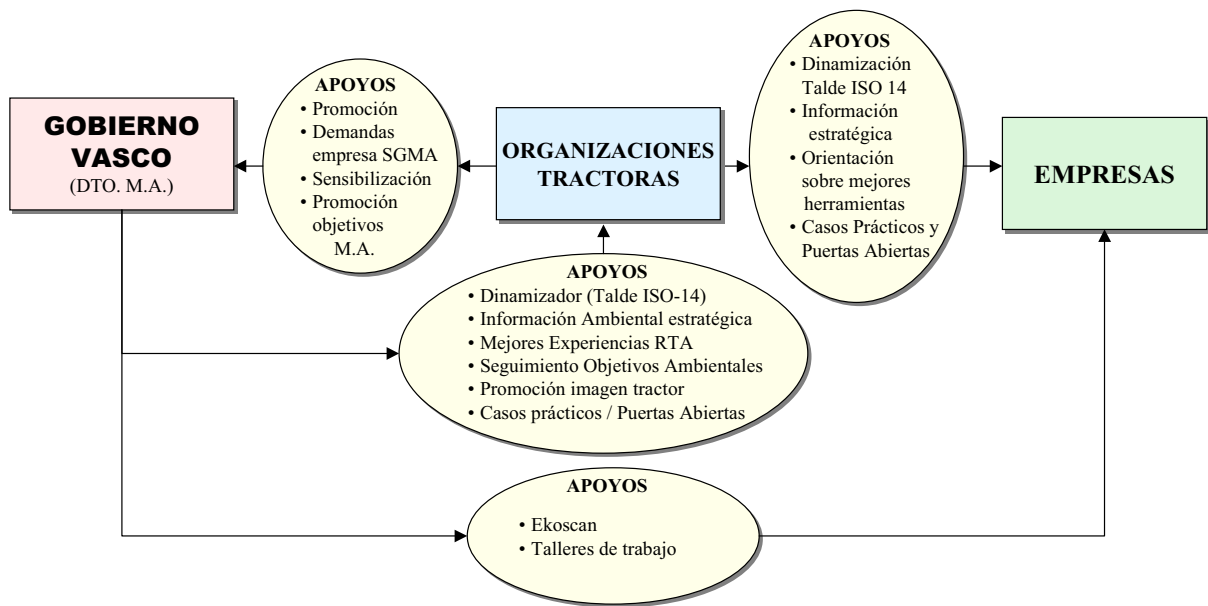 GOBIERNO
VASCO
(DTO. M.A.)
APOYOS
• Promoción
• Demandas
empresa SGMA
• Sensibilización
• Promoción
objetivos
M.A.
ORGANIZACIONES
TRACTORAS
APOYOS
• Dinamización
Talde ISO 14
• Información
estratégica
• Orientación
sobre mejores
herramientas
• Casos Prácticos y
Puertas Abiertas
EMPRESAS
APOYOS
• Dinamizador (Talde ISO-14)
• Información Ambiental estratégica
• Mejores Experiencias RTA
• Seguimiento Objetivos Ambientales
• Promoción imagen tractor
• Casos prácticos / Puertas Abiertas
APOYOS
• Ekoscan
• Talleres de trabajo